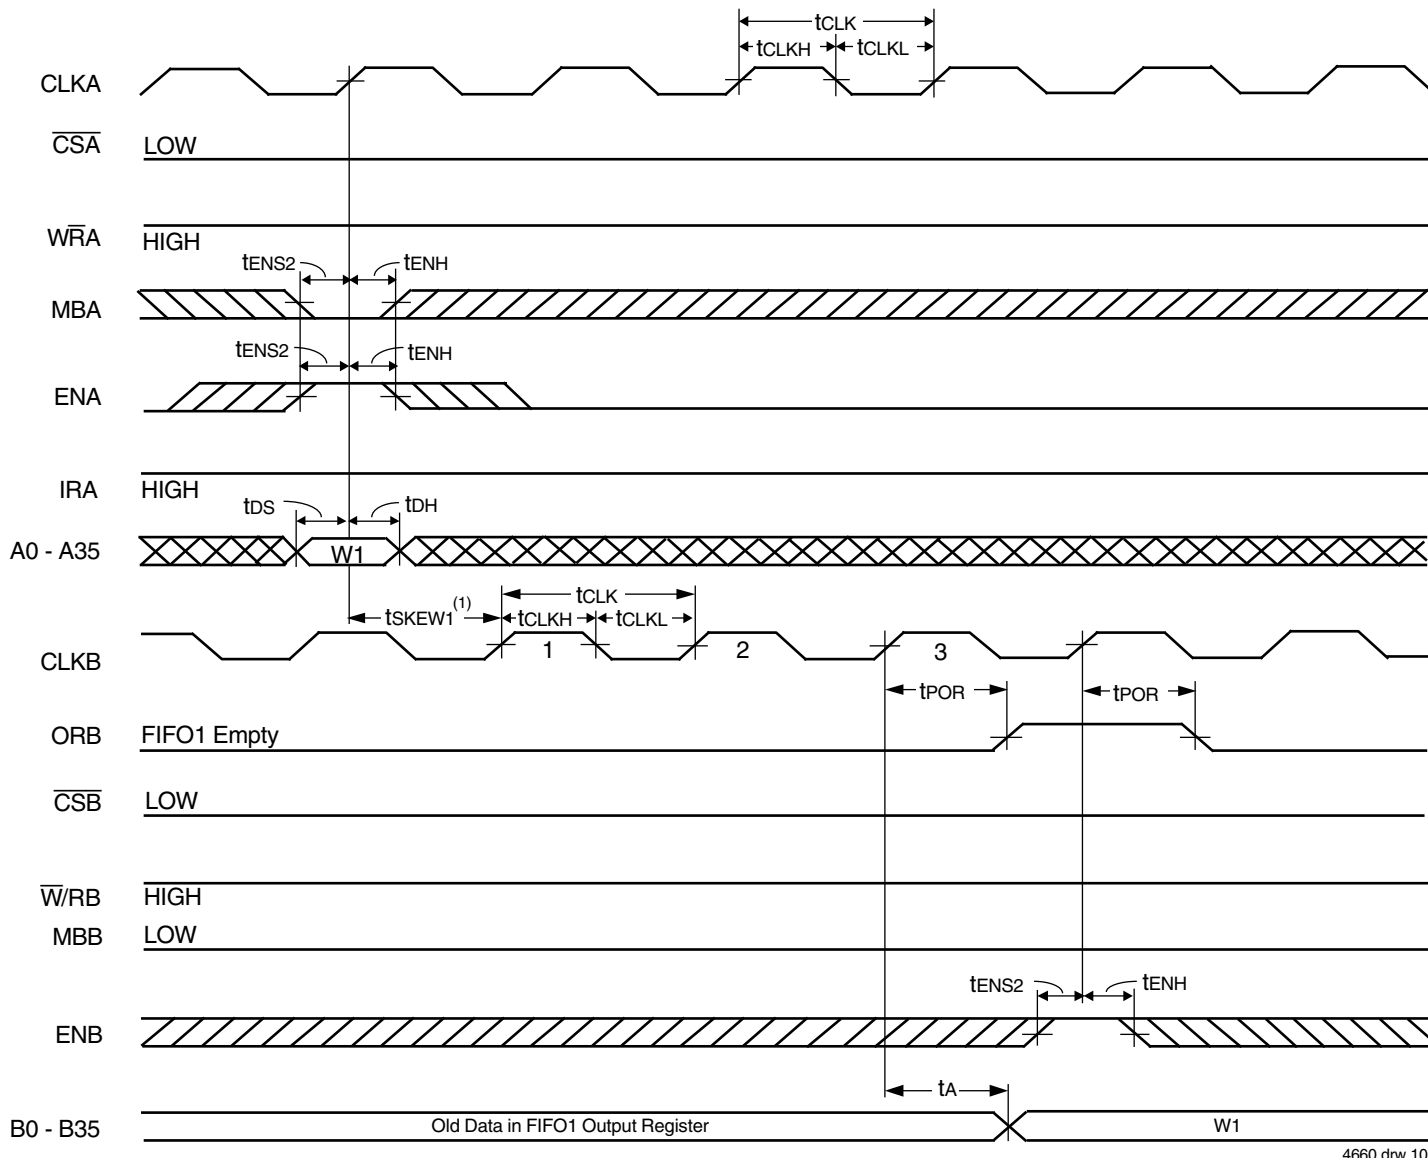 tCLK
tCLKH tCLKL
CLKA
CSA LOW
WRA HIGH
tENS2 tENH
MBA
tENS2 tENH
ENA
IRA HIGH
tDS tDH
A0 - A35 W1
tCLK
tSKEW1(1) tCLKH tCLKL
CLKB 1 2 3
tPOR tPOR
ORB FIFO1 Empty
CSB LOW
W/RB HIGH
MBB LOW
tENS2 tENH
ENB
tA
B0 - B35 Old Data in FIFO1 Output Register W1
4660 drw 10